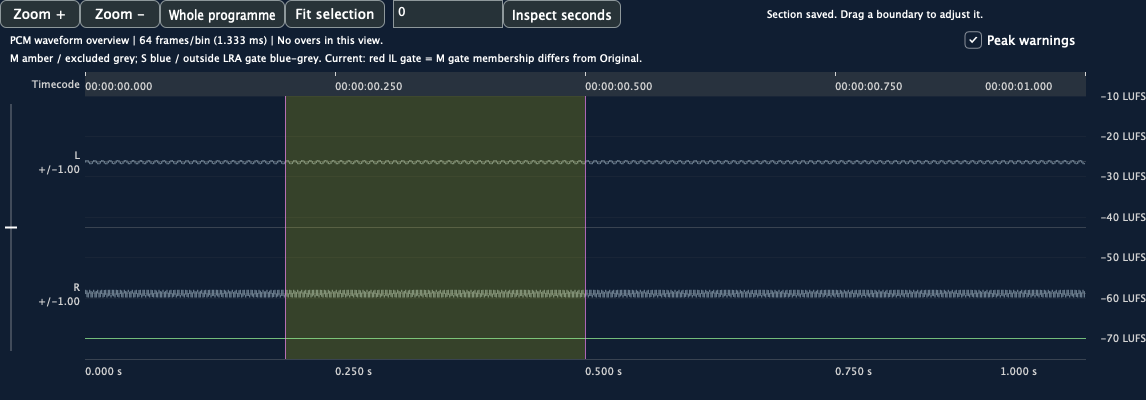 Zoom + Zoom − Whole programme Fit selection 0 Inspect seconds Section saved. Drag a boundary to adjust it.
PCM waveform overview | 64 frames/bin (1.333 ms) | No overs in this view. Peak warnings
M amber / excluded grey; S blue / outside LRA gate blue-grey. Current: red IL gate = M gate membership differs from Original.
Timecode 00:00:00.000 00:00:00.250 00:00:00.500 00:00:00.750 00:00:01.000
−10 LUFS
−20 LUFS
L
+/−1.00
−30 LUFS
−40 LUFS
−50 LUFS
R
+/−1.00
−60 LUFS
−70 LUFS
0.000 s 0.250 s 0.500 s 0.750 s 1.000 s